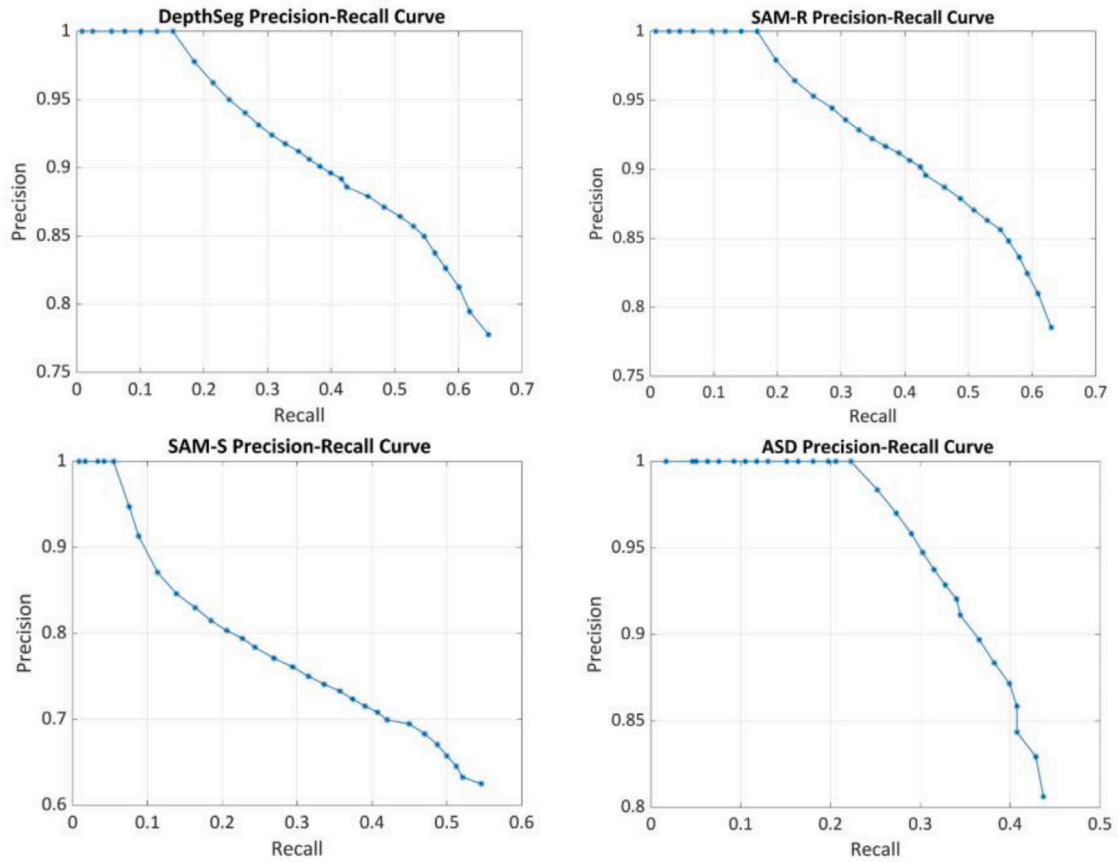 DepthSeg Precision-Recall Curve
1
0.95
0.9
0.85
0.8
0.75
Precision
0 0.1 0.2 0.3 0.4 0.5 0.6 0.7
Recall
SAM-R Precision-Recall Curve
1
0.95
0.9
0.85
0.8
0.75
Precision
0 0.1 0.2 0.3 0.4 0.5 0.6 0.7
Recall
SAM-S Precision-Recall Curve
1
0.9
0.8
0.7
0.6
Precision
0 0.1 0.2 0.3 0.4 0.5 0.6
Recall
ASD Precision-Recall Curve
1
0.95
0.9
0.85
0.8
Precision
0 0.1 0.2 0.3 0.4 0.5
Recall